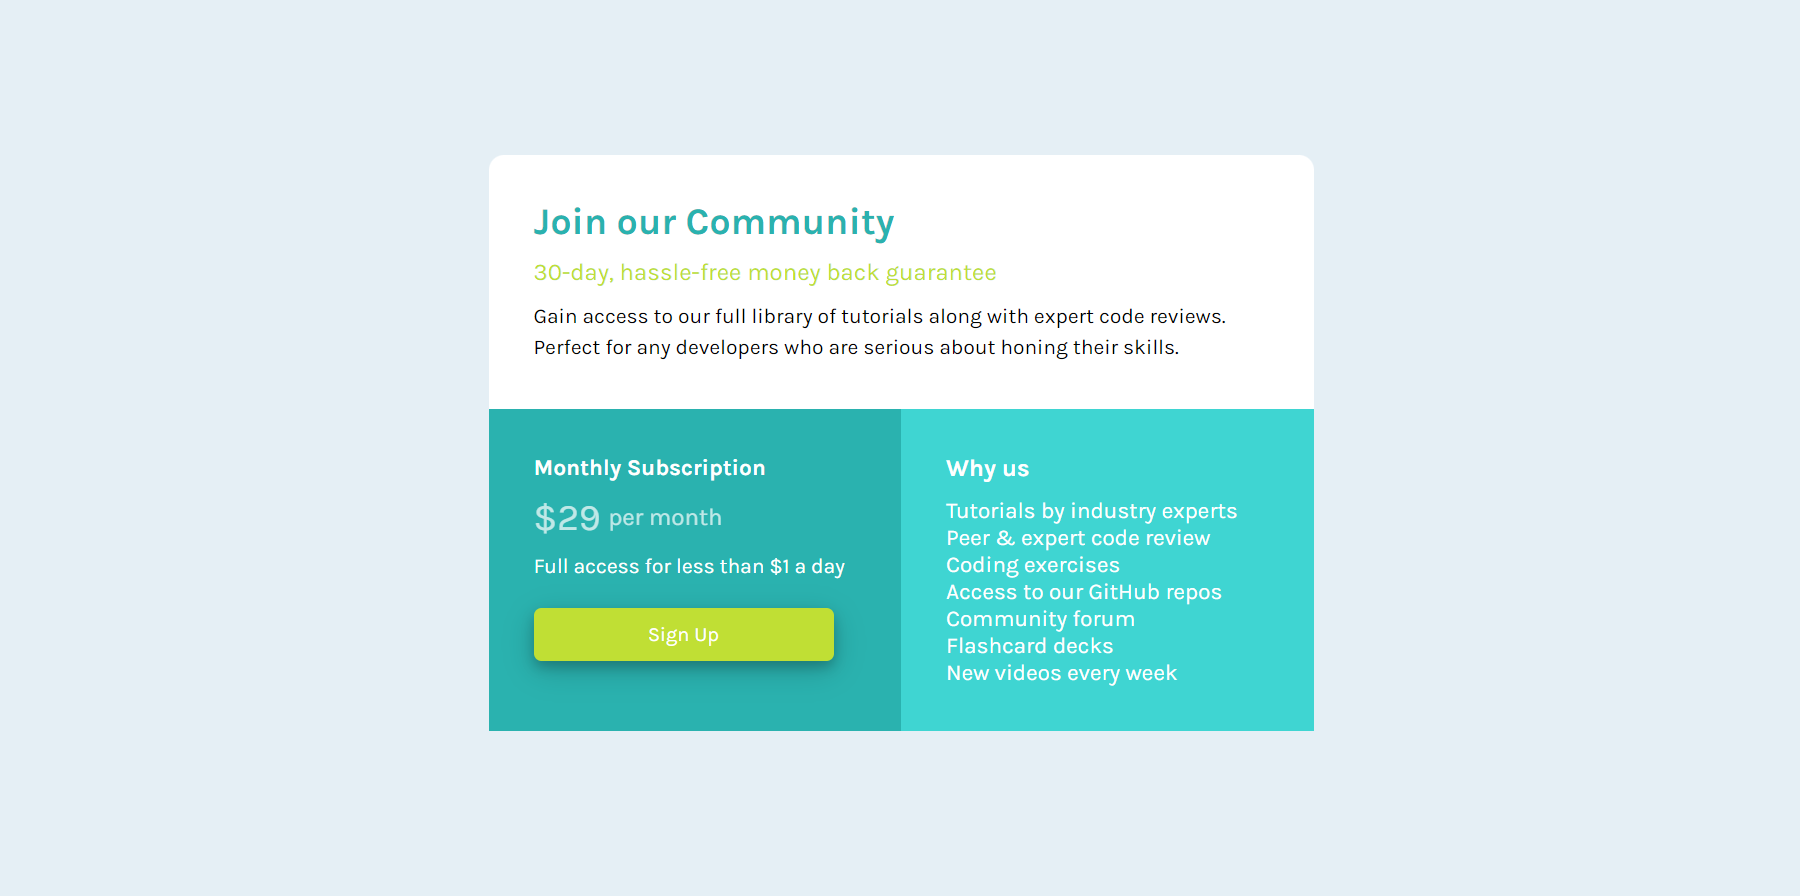 Join our Community
30-day, hassle-free money back guarantee
Gain access to our full library of tutorials along with expert code reviews.
Perfect for any developers who are serious about honing their skills.
Monthly Subscription
$29 per month
Full access for less than $1 a day
Sign Up
Why us
Tutorials by industry experts
Peer & expert code review
Coding exercises
Access to our GitHub repos
Community forum
Flashcard decks
New videos every week